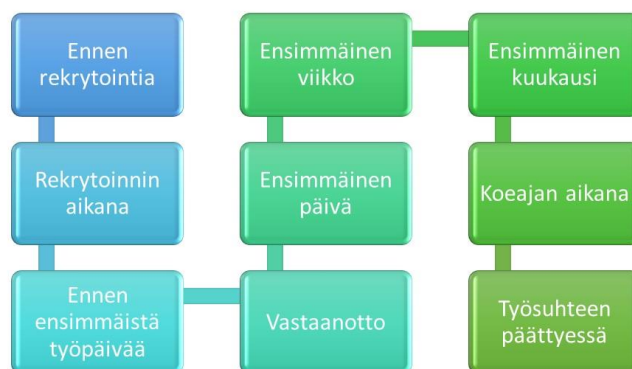 Ennen
rekrytointia
Rekrytoinnin
aikana
Ennen
ensimmäistä
työpäivää
Vastaanotto
Ensimmäinen
päivä
Ensimmäinen
viikko
Ensimmäinen
kuukausi
Koeajan aikana
Työsuhteen
päättyessä